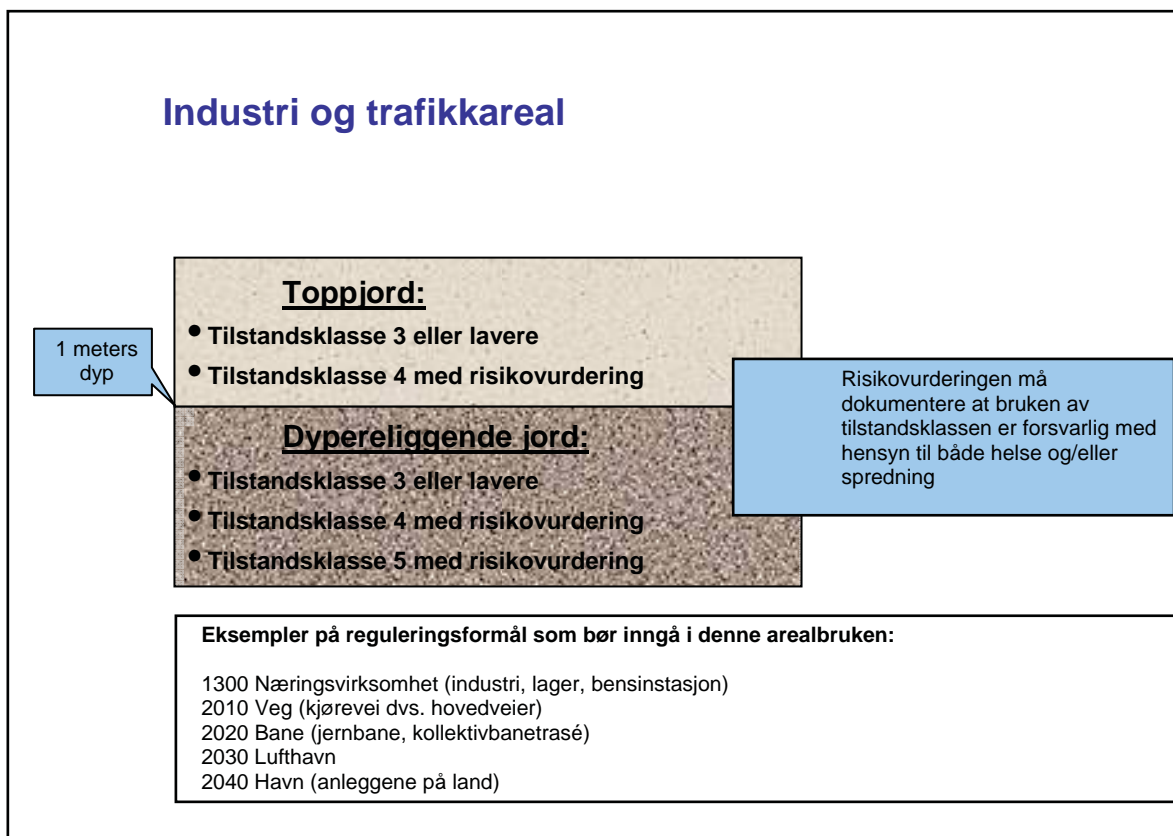 Industri og trafikkareal
Toppjord:
• Tilstandsklasse 3 eller lavere
• Tilstandsklasse 4 med risikovurdering
1 meters
dyp
Dypereliggende jord:
• Tilstandsklasse 3 eller lavere
• Tilstandsklasse 4 med risikovurdering
• Tilstandsklasse 5 med risikovurdering
Risikovurderingen må
dokumentere at bruken av
tilstandsklassen er forsvarlig med
hensyn til både helse og/eller
spredning
Eksempler på reguleringsformål som bør inngå i denne arealbruken:
1300 Næringsvirksomhet (industri, lager, bensinstasjon)
2010 Veg (kjørevei dvs. hovedveier)
2020 Bane (jernbane, kollektivbanetrasé)
2030 Lufthavn
2040 Havn (anleggene på land)